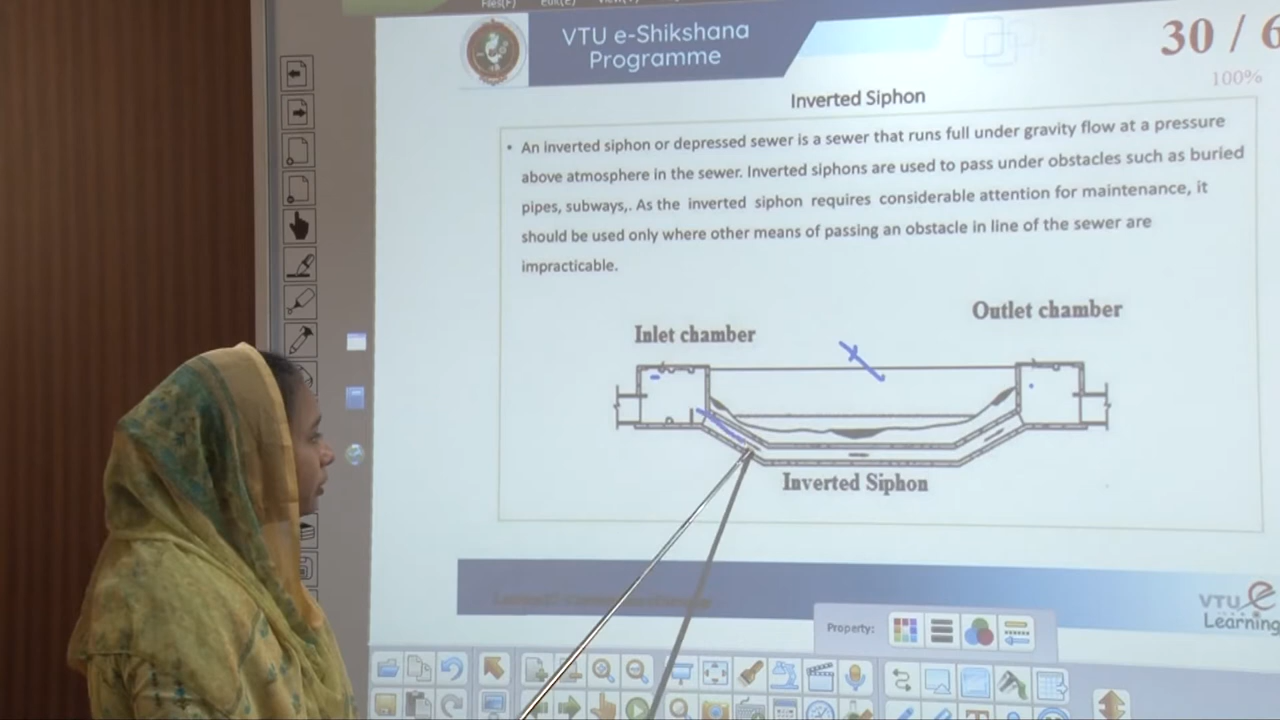 VTU e-Shikshana
Programme
30 / 6
100%
Inverted Siphon
• An inverted siphon or depressed sewer is a sewer that runs full under gravity flow at a pressure
above atmosphere in the sewer. Inverted siphons are used to pass under obstacles such as buried
pipes, subways,. As the inverted siphon requires considerable attention for maintenance, it
should be used only where other means of passing an obstacle in line of the sewer are
impracticable.
Outlet chamber
Inlet chamber
Inverted Siphon
VTU e
Learning
Property: